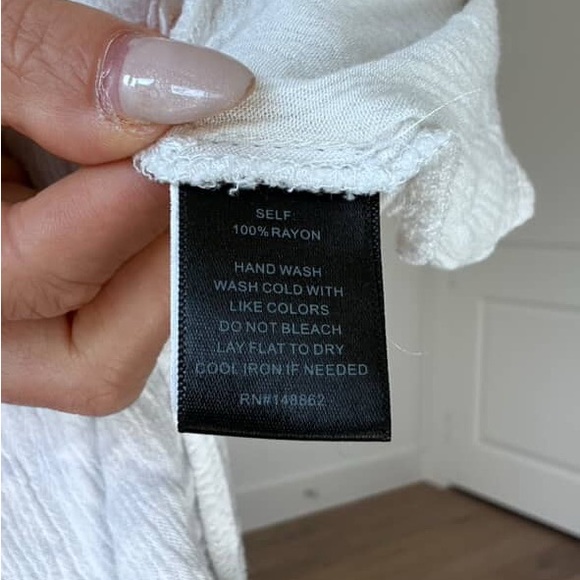 SELF:
100% RAYON
HAND WASH
WASH COLD WITH
LIKE COLORS
DO NOT BLEACH
LAY FLAT TO DRY
COOL IRON IF NEEDED
RN#148862